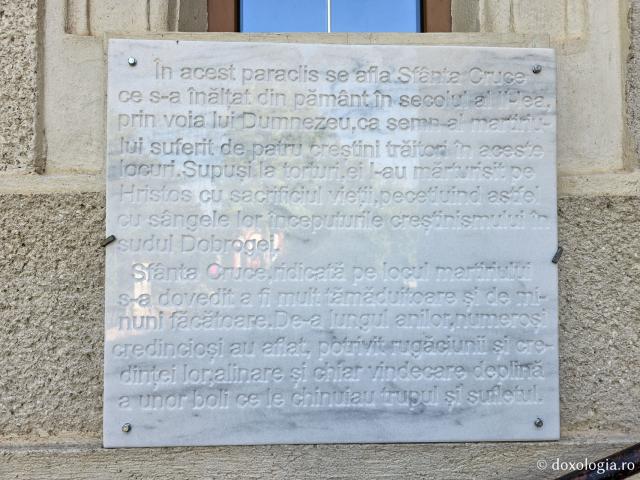 În acest paraclis se află Sfânta Cruce
ce s-a înălțat din pământ în secolul al II-lea,
prin voia lui Dumnezeu,ca semn al martiriu-
lui suferit de patru creștini trăitori în aceste
locuri.Supuși la torturi,ei l-au mărturisit pe
Hristos cu sacrificiul vieții,pecetluind astfel
cu sângele lor începuturile creștinismului în
sudul Dobrogei.
Sfânta Cruce,ridicată pe locul martiriului
s-a dovedit a fi mult tămăduitoare și de mi-
nuni făcătoare.De-a lungul anilor,numeroși
credincioși au aflat, potrivit rugăciunii și cre-
dinței lor,alinare și chiar vindecare deplină
a unor boli ce le chinuiau trupul și sufletul.
© doxologia.ro